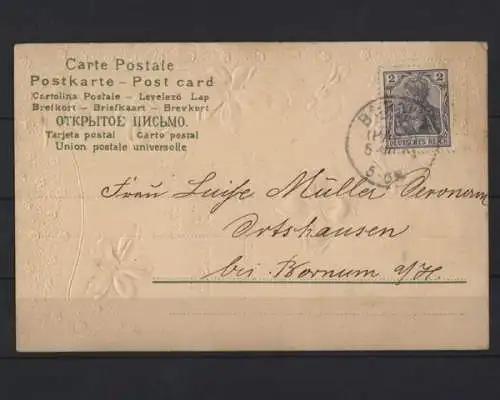 Carte Postale
Postkarte – Post card
Cartolina Postale – Levelező Lap
Brefkort – Briefkaart – Brevkort
ОТКРЫТОЕ ПИСЬМО.
Tarjeta postal Carto postal
Union postale universelle
2 2
DEUTSCHES REICH
Frau Luise Müller
Ortshausen
bei Bornum a/H.